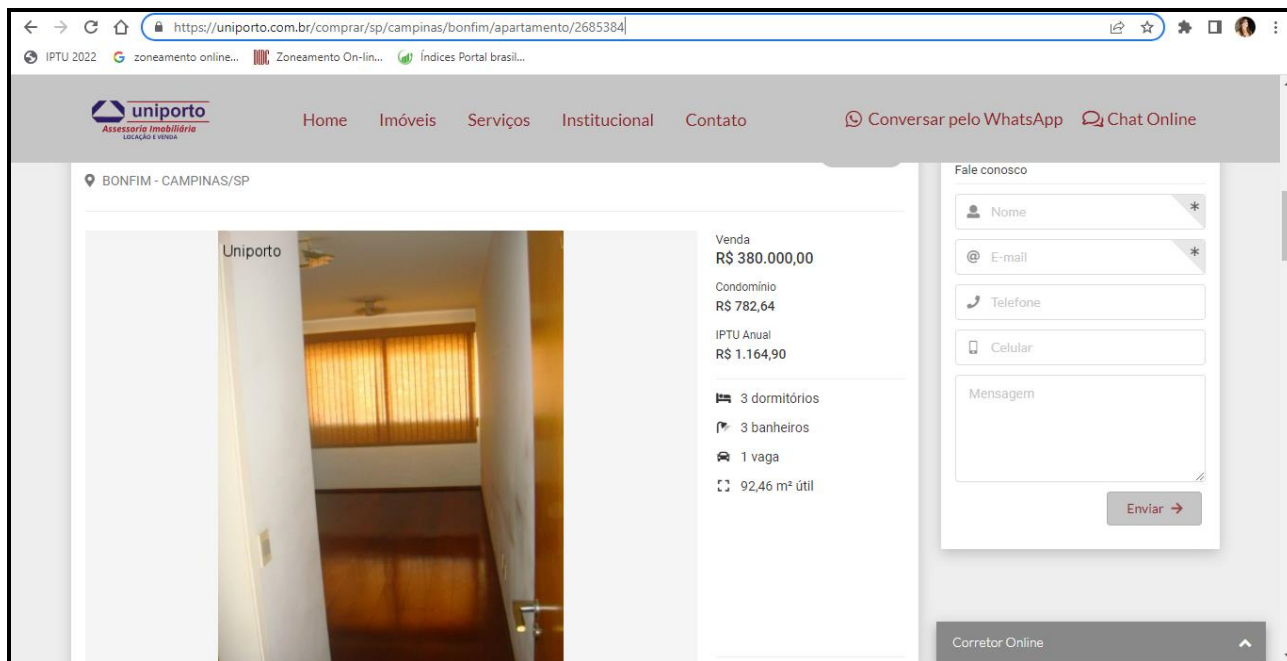 https://uniporto.com.br/comprar/sp/campinas/bonfim/apartamento/2685384
IPTU 2022 zoneamento online... Zoneamento On-lin... Índices Portal brasil...
uniporto
Assessoria Imobiliária
LOCAÇÃO E VENDA
Home Imóveis Serviços Institucional Contato Conversar pelo WhatsApp Chat Online
BONFIM - CAMPINAS/SP
Uniporto
Venda
R$ 380.000,00
Condomínio
R$ 782,64
IPTU Anual
R$ 1.164,90
3 dormitórios
3 banheiros
1 vaga
92,46 m² útil
Fale conosco
Nome *
@ E-mail *
Telefone
Celular
Mensagem
Enviar →
Corretor Online